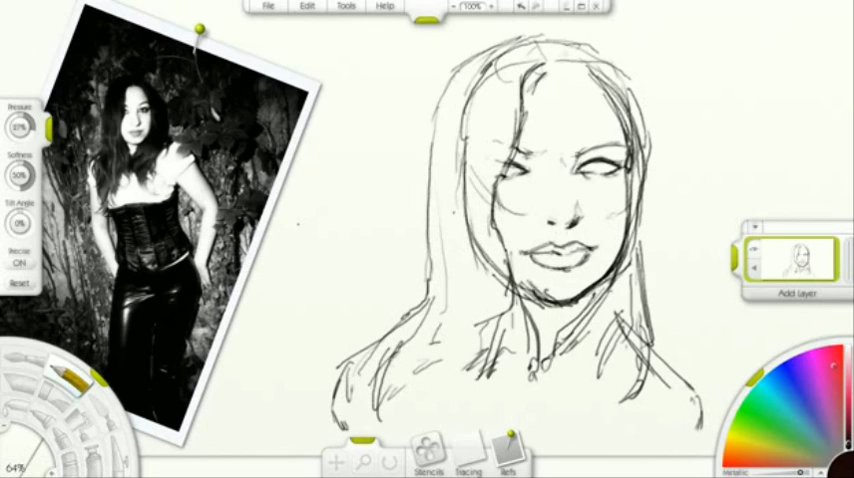 File Edit Tools Help - 100% +
Pressure
Softness
50%
Tilt Angle
0%
Precise
ON
Reset
Add layer
64%
Stencils Tracing Refs
Metallic